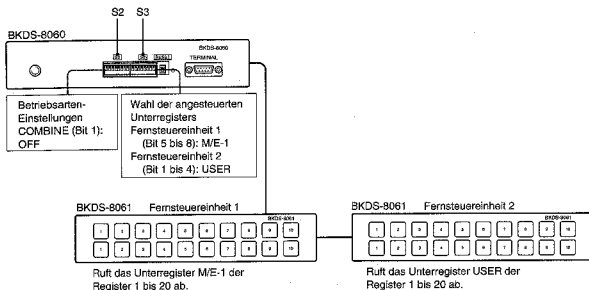 S2 S3
BKDS-8060
BKDS-8060
TERMINAL
Betriebsarten-
Einstellungen
COMBINE (Bit 1):
OFF
Wahl der angesteuerten
Unterregisters
Fernsteuereinheit 1
(Bit 5 bis 8): M/E-1
Fernsteuereinheit 2
(Bit 1 bis 4): USER
BKDS-8061 Fernsteuereinheit 1
BKDS-8061
1 2 3 4 5 6 7 8 9 10
1 2 3 4 5 6 7 8 9 10
Ruft das Unterregister M/E-1 der
Register 1 bis 20 ab.
BKDS-8061 Fernsteuereinheit 2
BKDS-8061
1 2 3 4 5 6 7 8 9 10
1 2 3 4 5 6 7 8 9 10
Ruft das Unterregister USER der
Register 1 bis 20 ab.